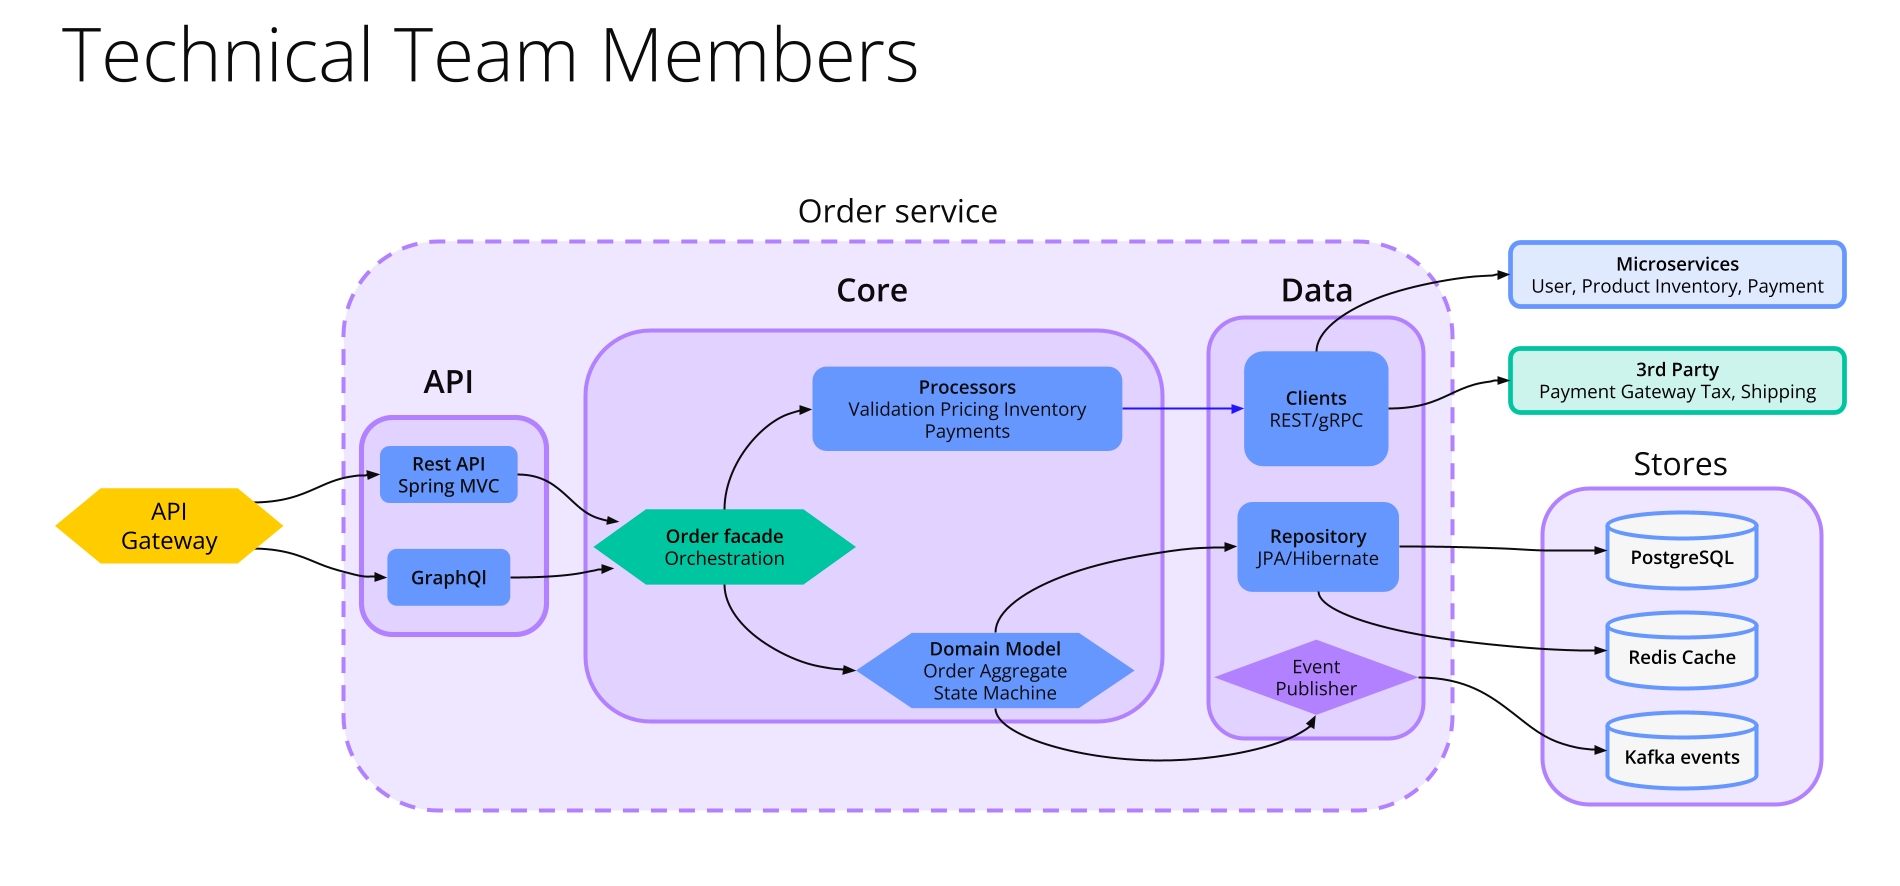 Technical Team Members
Order service
Core
Data
API
API
Gateway
Rest API
Spring MVC
GraphQl
Order facade
Orchestration
Processors
Validation Pricing Inventory
Payments
Domain Model
Order Aggregate
State Machine
Clients
REST/gRPC
Repository
JPA/Hibernate
Event
Publisher
Microservices
User, Product Inventory, Payment
3rd Party
Payment Gateway Tax, Shipping
Stores
PostgreSQL
Redis Cache
Kafka events